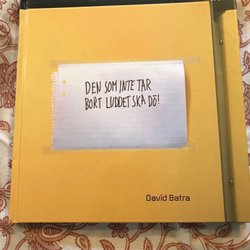 DEN SOM INTE TAR
BORT LUDDET SKA DÖ!
David Batra